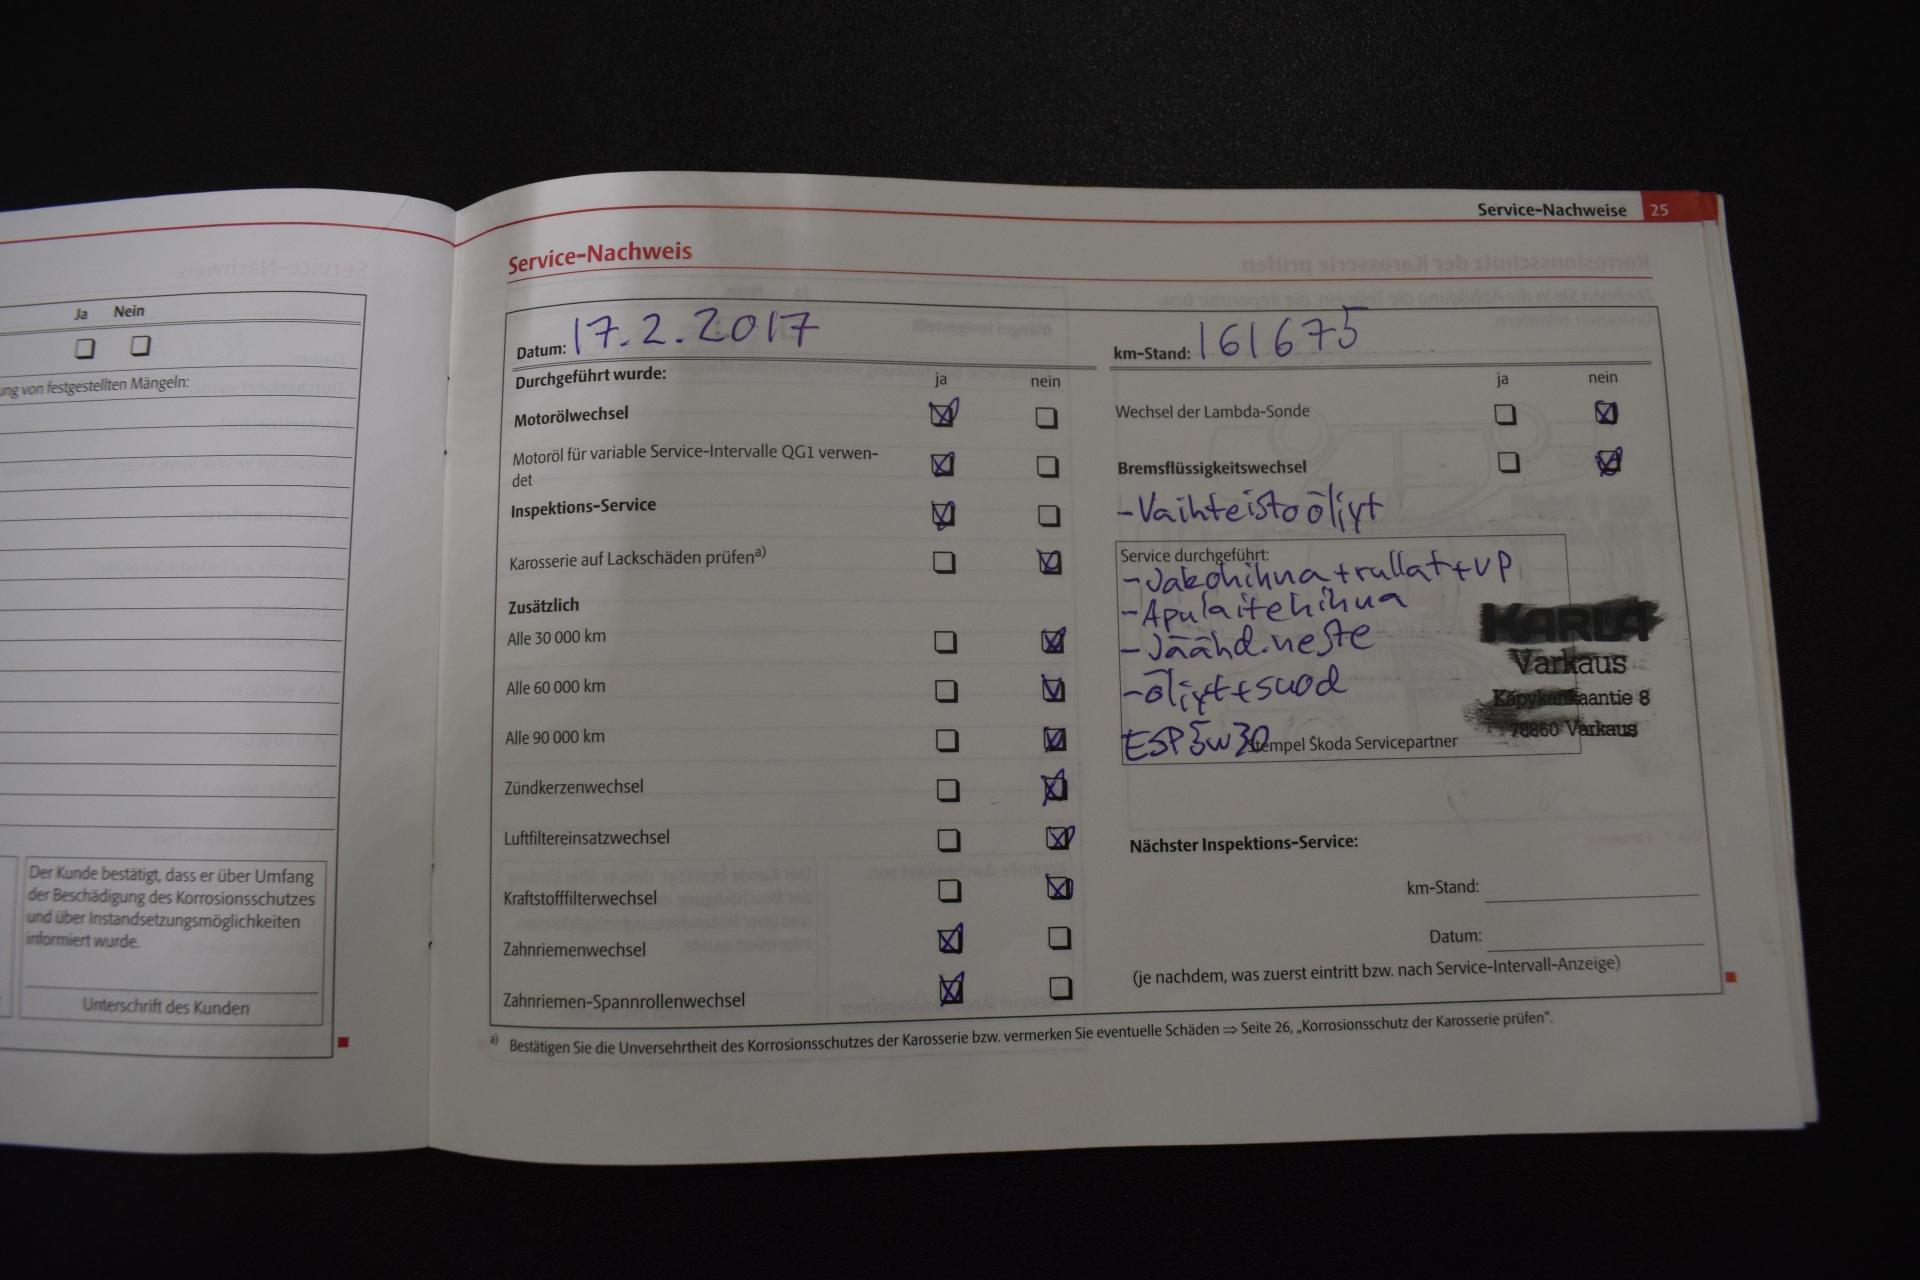 Service-Nachweise 25
Ja Nein
ung von festgestellten Mängeln:
Der Kunde bestätigt, dass er über Umfang
der Beschädigung des Korrosionsschutzes
und über Instandsetzungsmöglichkeiten
informiert wurde.
Unterschrift des Kunden
Service-Nachweis
Datum: 17.2.2017
Durchgeführt wurde: ja nein
Motorölwechsel
Motoröl für variable Service-Intervalle QG1 verwen-
det
Inspektions-Service
Karosserie auf Lackschäden prüfen a)
Zusätzlich
Alle 30 000 km
Alle 60 000 km
Alle 90 000 km
Zündkerzenwechsel
Luftfiltereinsatzwechsel
Kraftstofffilterwechsel
Zahnriemenwechsel
Zahnriemen-Spannrollenwechsel
km-Stand: 161675
ja nein
Wechsel der Lambda-Sonde
Bremsflüssigkeitswechsel
-Vaihteistoöljyt
Service durchgeführt:
-Jakohihna+rullat+VP
-Apulaitehihna
-Jäähd.neste
-öljyt+suod
ESP 5w30
Stempel Škoda Servicepartner
KARLA
Varkaus
Käpykankaantie 8
78860 Varkaus
Nächster Inspektions-Service:
km-Stand:
Datum:
(je nachdem, was zuerst eintritt bzw. nach Service-Intervall-Anzeige)
a) Bestätigen Sie die Unversehrtheit des Korrosionsschutzes der Karosserie bzw. vermerken Sie eventuelle Schäden ⇒ Seite 26, „Korrosionsschutz der Karosserie prüfen“.